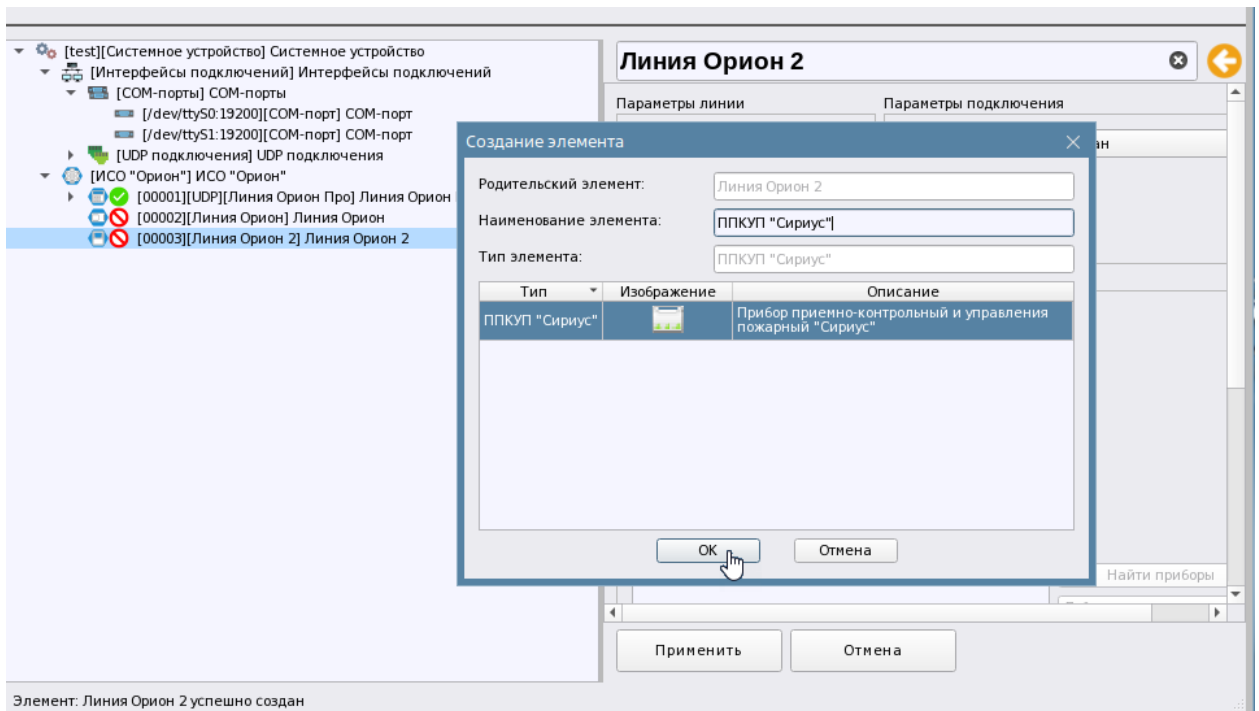 [test][Системное устройство] Системное устройство
[Интерфейсы подключений] Интерфейсы подключений
[COM-порты] COM-порты
[/dev/ttyS0:19200][COM-порт] COM-порт
[/dev/ttyS1:19200][COM-порт] COM-порт
[UDP подключения] UDP подключения
[ИСО "Орион"] ИСО "Орион"
[00001][UDP][Линия Орион Про] Линия Орион
[00002][Линия Орион] Линия Орион
[00003][Линия Орион 2] Линия Орион 2
Линия Орион 2
Параметры линии
Параметры подключения
ан
Создание элемента
Родительский элемент:
Линия Орион 2
Наименование элемента:
ППКУП "Сириус"
Тип элемента:
ППКУП "Сириус"
Тип Изображение Описание
ППКУП "Сириус"
Прибор приемно-контрольный и управления
пожарный "Сириус"
OK
Отмена
Найти приборы
Применить
Отмена
Элемент: Линия Орион 2 успешно создан